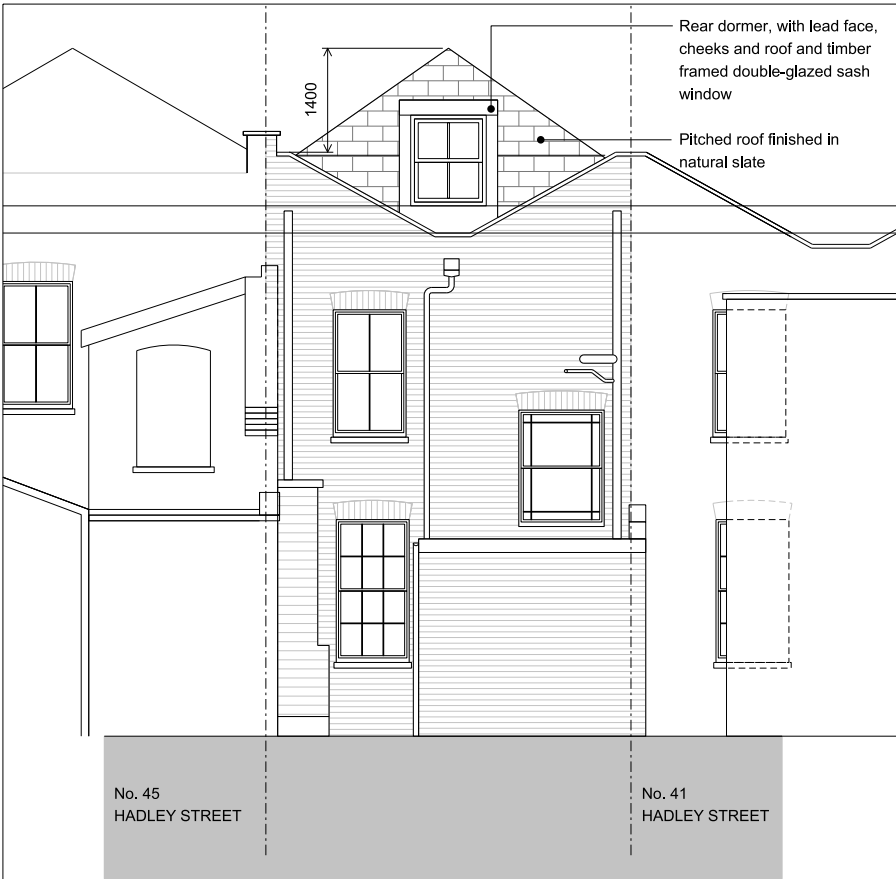 Rear dormer, with lead face,
cheeks and roof and timber
framed double-glazed sash
window
1400
Pitched roof finished in
natural slate
No. 45
HADLEY STREET
No. 41
HADLEY STREET